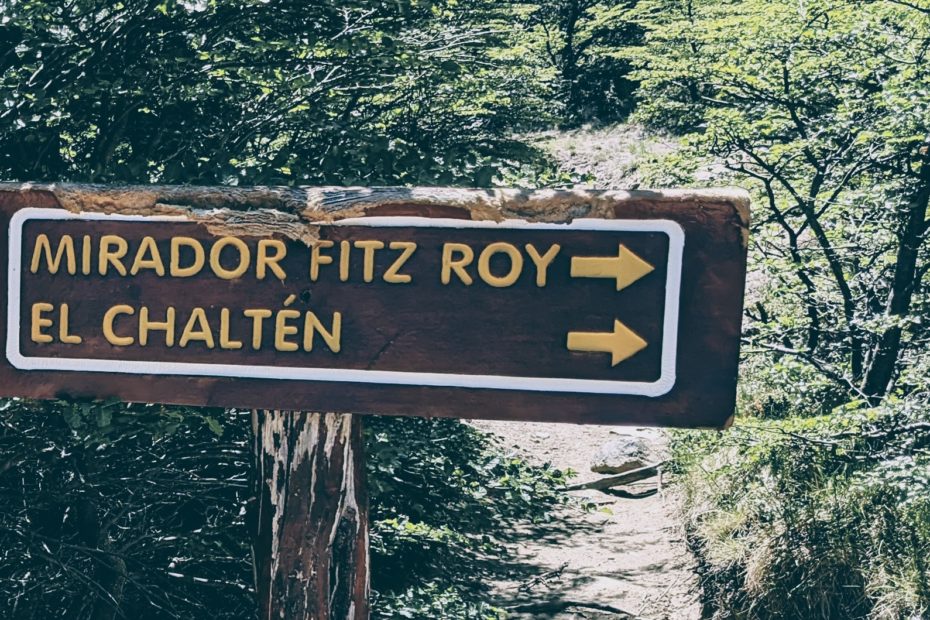 MIRADOR FITZ ROY
EL CHALTÉN